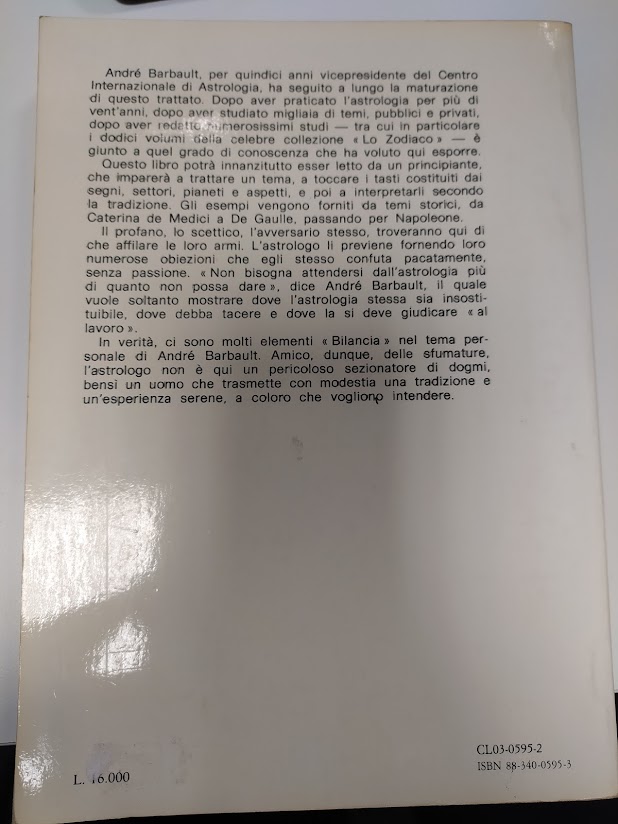 André Barbault, per quindici anni vicepresidente del Centro
Internazionale di Astrologia, ha seguito a lungo la maturazione
di questo trattato. Dopo aver praticato l'astrologia per più di
vent'anni, dopo aver studiato migliaia di temi, pubblici e privati,
dopo aver redatto numerosissimi studi — tra cui in particolare
i dodici volumi della celebre collezione « Lo Zodiaco » — è
giunto a quel grado di conoscenza che ha voluto qui esporre.
Questo libro potrà innanzitutto esser letto da un principiante,
che imparerà a trattare un tema, a toccare i tasti costituiti dai
segni, settori, pianeti e aspetti, e poi a interpretarli secondo
la tradizione. Gli esempi vengono forniti da temi storici, da
Caterina de Medici a De Gaulle, passando per Napoleone.
Il profano, lo scettico, l'avversario stesso, troveranno qui di
che affilare le loro armi. L'astrologo li previene fornendo loro
numerose obiezioni che egli stesso confuta pacatamente,
senza passione. « Non bisogna attendersi dall'astrologia più
di quanto non possa dare », dice André Barbault, il quale
vuole soltanto mostrare dove l'astrologia stessa sia insosti-
tuibile, dove debba tacere e dove la si deve giudicare « al
lavoro ».
In verità, ci sono molti elementi « Bilancia » nel tema per-
sonale di André Barbault. Amico, dunque, delle sfumature,
l'astrologo non è qui un pericoloso sezionatore di dogmi,
bensì un uomo che trasmette con modestia una tradizione e
un'esperienza serene, a coloro che vogliono intendere.
L. 16.000
CL03-0595-2
ISBN 88-340-0595-3